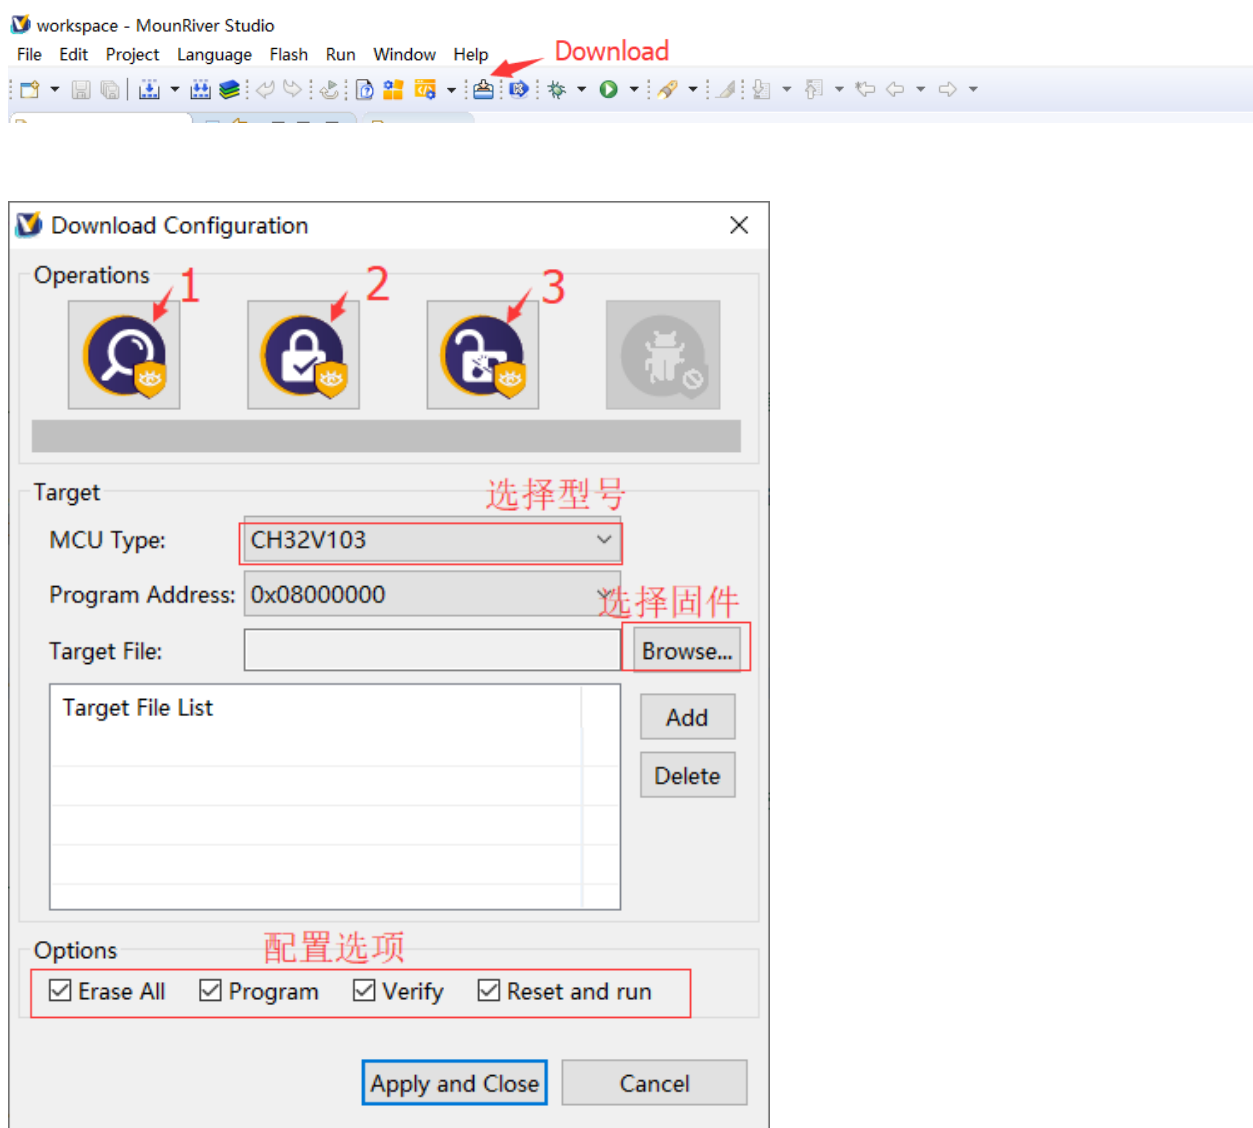 workspace - MounRiver Studio
File Edit Project Language Flash Run Window Help
Download
Download Configuration
Operations
1
2
3
Target
选择型号
MCU Type:
CH32V103
Program Address:
0x08000000
选择固件
Target File:
Browse...
Target File List
Add
Delete
Options
配置选项
Erase All
Program
Verify
Reset and run
Apply and Close
Cancel